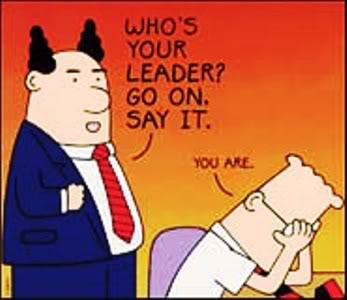 WHO'S
YOUR
LEADER?
GO ON.
SAY IT.
YOU ARE.